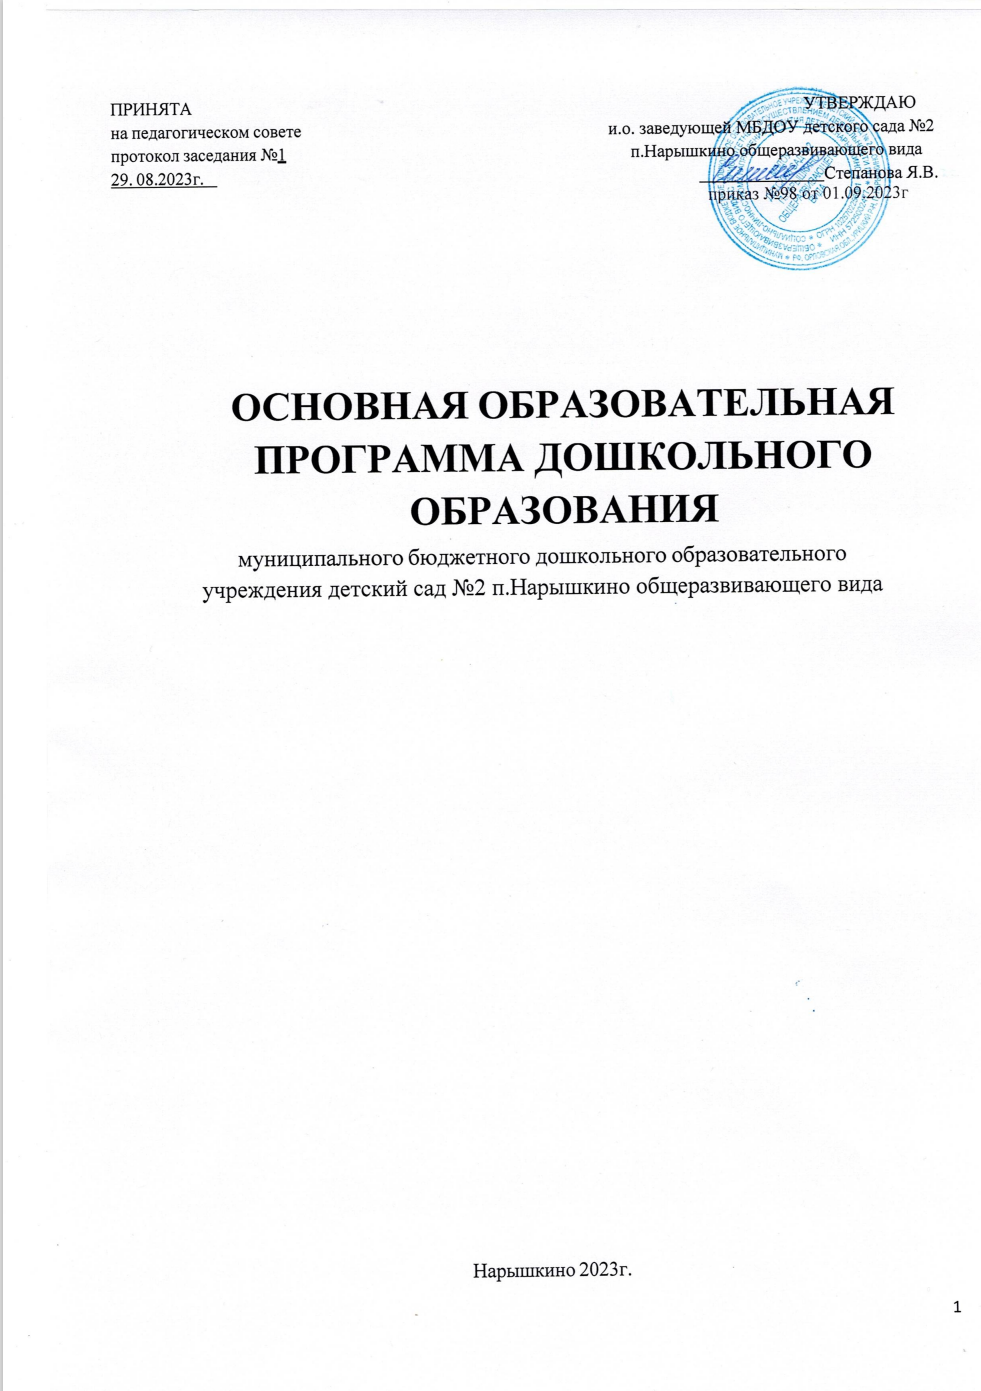 ПРИНЯТА
на педагогическом совете
протокол заседания №1
29. 08.2023г.
УТВЕРЖДАЮ
и.о. заведующей МБДОУ детского сада №2
п.Нарышкино общеразвивающего вида
Степанова Я.В.
приказ №98 от 01.09.2023г
ОСНОВНАЯ ОБРАЗОВАТЕЛЬНАЯ
ПРОГРАММА ДОШКОЛЬНОГО
ОБРАЗОВАНИЯ
муниципального бюджетного дошкольного образовательного
учреждения детский сад №2 п.Нарышкино общеразвивающего вида
Нарышкино 2023г.
1